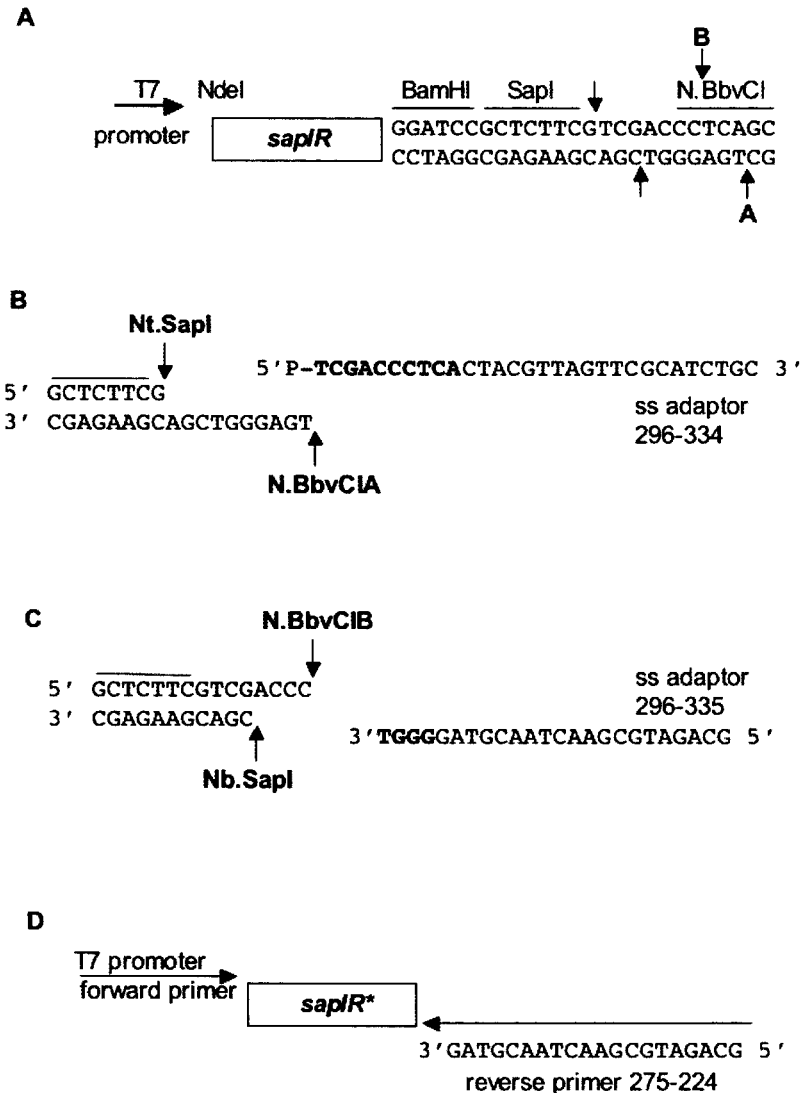 A
B
T7
NdeI
BamHI
SapI
N.BbvCI
promoter
sapIR
GGATCCGCTCTTCGTCGACCCTCAGC
CCTAGGCGAGAAGCAGCTGGGAGTCG
A
B
Nt.SapI
5'P-TCGACCCTCACTACGTTAGTTCGCATCTGC 3'
5' GCTCTTCG
3' CGAGAAGCAGCTGGGAGT
ss adaptor
296-334
N.BbvCIA
C
N.BbvCIB
5' GCTCTTCGTCGACCC
3' CGAGAAGCAGC
ss adaptor
296-335
3'TGGGGATGCAATCAAGCGTAGACG 5'
Nb.SapI
D
T7 promoter
forward primer
sapIR*
3'GATGCAATCAAGCGTAGACG 5'
reverse primer 275-224